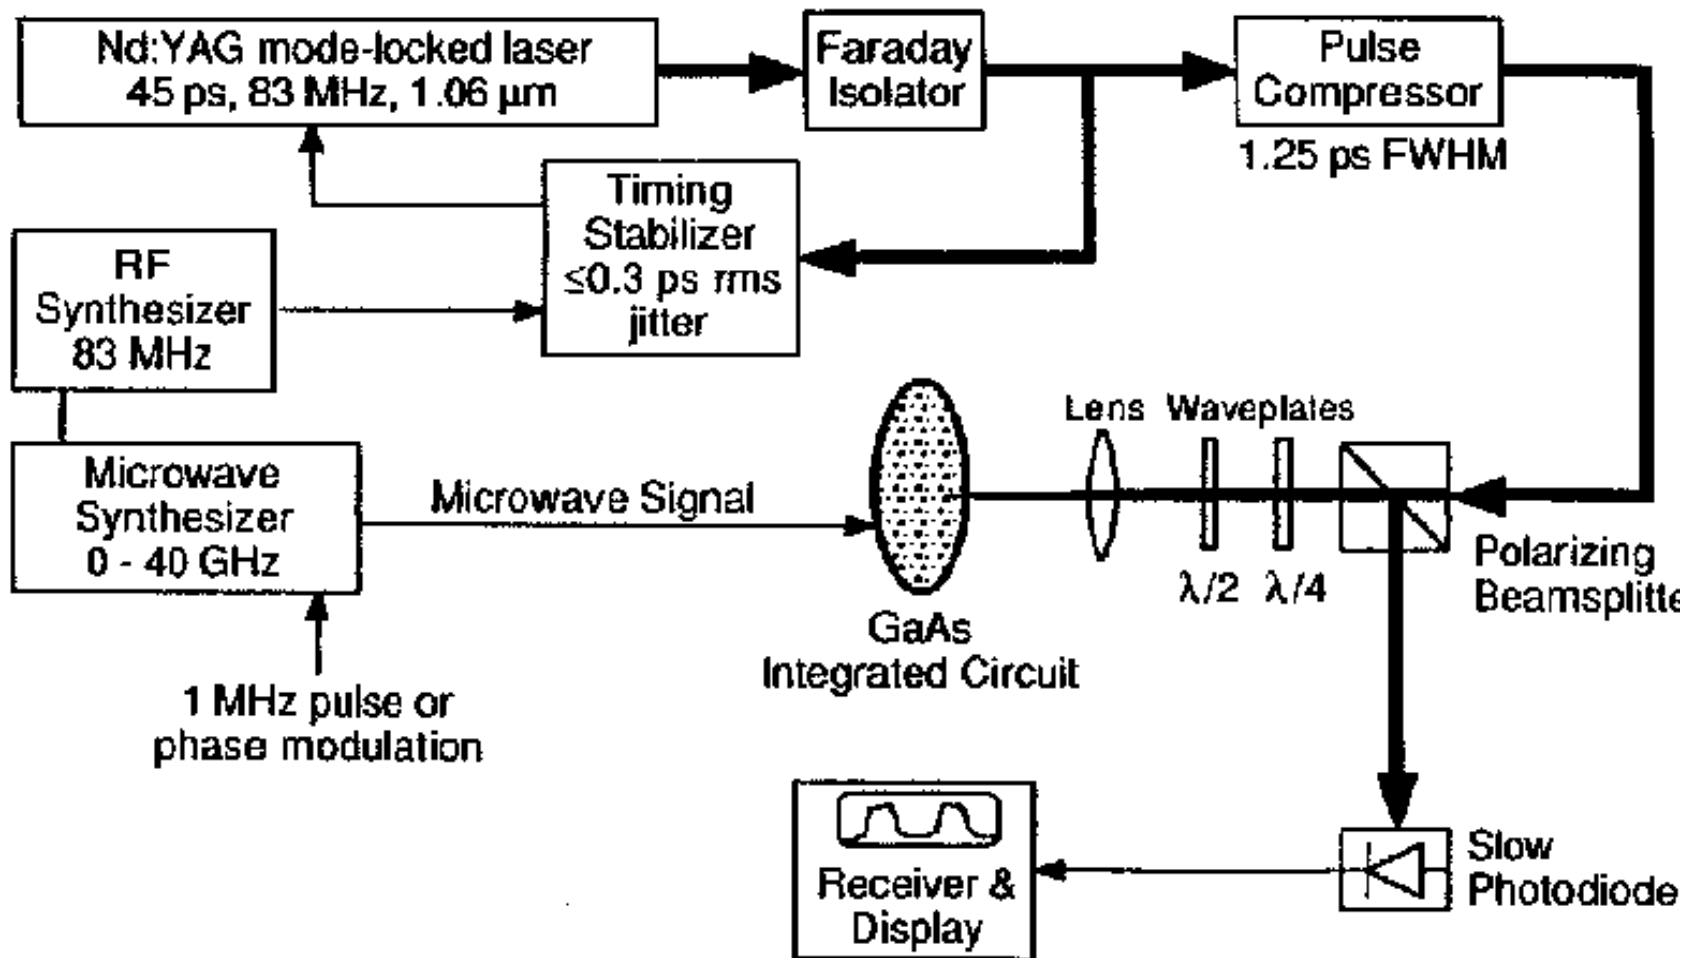 Nd:YAG mode-locked laser
45 ps, 83 MHz, 1.06 µm
Faraday
Isolator
Pulse
Compressor
1.25 ps FWHM
Timing
Stabilizer
≤0.3 ps rms
jitter
RF
Synthesizer
83 MHz
Microwave
Synthesizer
0 - 40 GHz
Microwave Signal
1 MHz pulse or
phase modulation
GaAs
Integrated Circuit
Lens Waveplates
λ/2 λ/4
Polarizing
Beamsplitte
Slow
Photodiode
Receiver &
Display